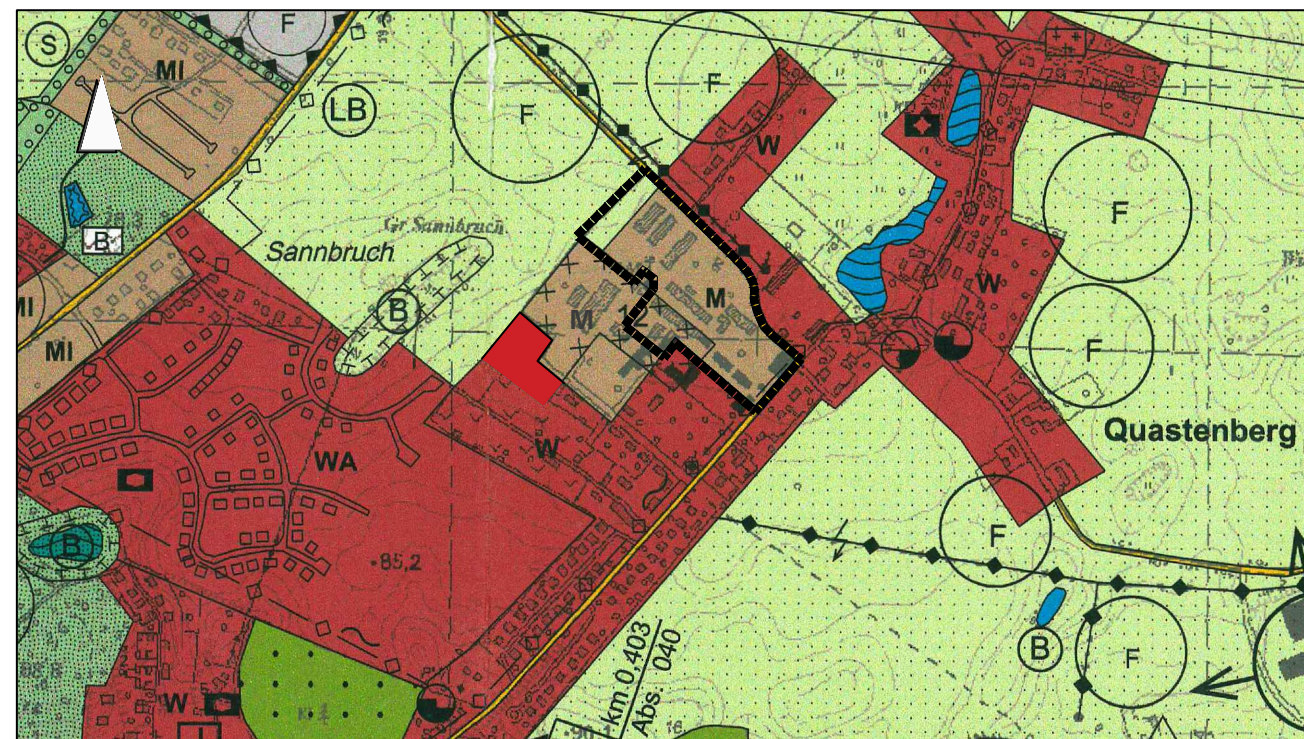 S
MI
F
LB
F
F
W
B
Gr Sannbruch
Sannbruch
B
F
W
M
M
12
MI
MI
F
Quastenberg
WA
W
B
85,2
F
B
F
W
km 0.403
Abs. 040